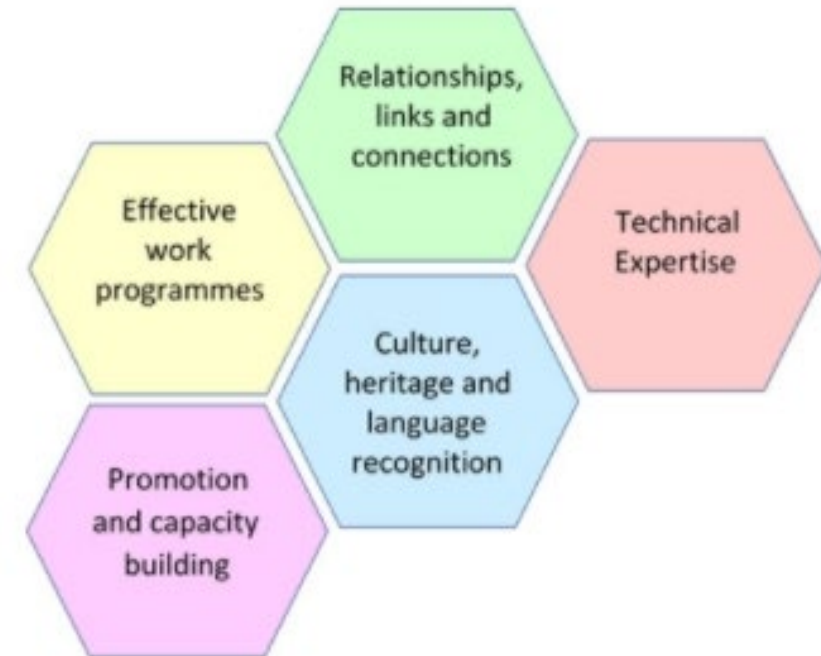 Relationships,
links and
connections
Effective
work
programmes
Technical
Expertise
Culture,
heritage and
language
recognition
Promotion
and capacity
building